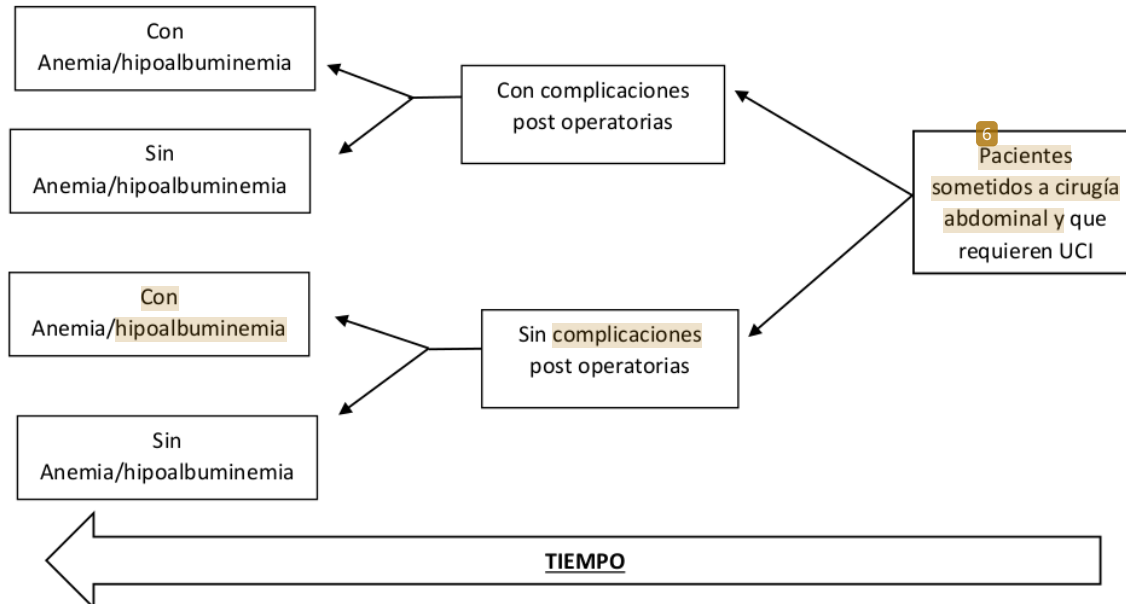 Con
Anemia/hipoalbuminemia
Sin
Anemia/hipoalbuminemia
Con complicaciones
post operatorias
6
Pacientes
sometidos a cirugía
abdominal y que
requieren UCI
Con
Anemia/hipoalbuminemia
Sin
Anemia/hipoalbuminemia
Sin complicaciones
post operatorias
TIEMPO